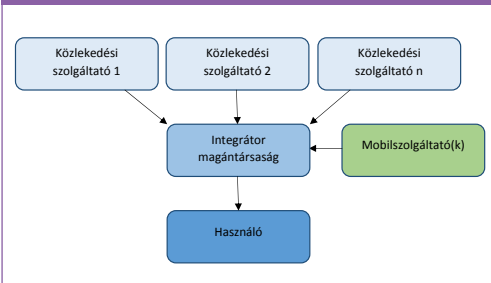 Közlekedési
szolgáltató 1
Közlekedési
szolgáltató 2
Közlekedési
szolgáltató n
Integrátor
magántársaság
Mobilszolgáltató(k)
Használó